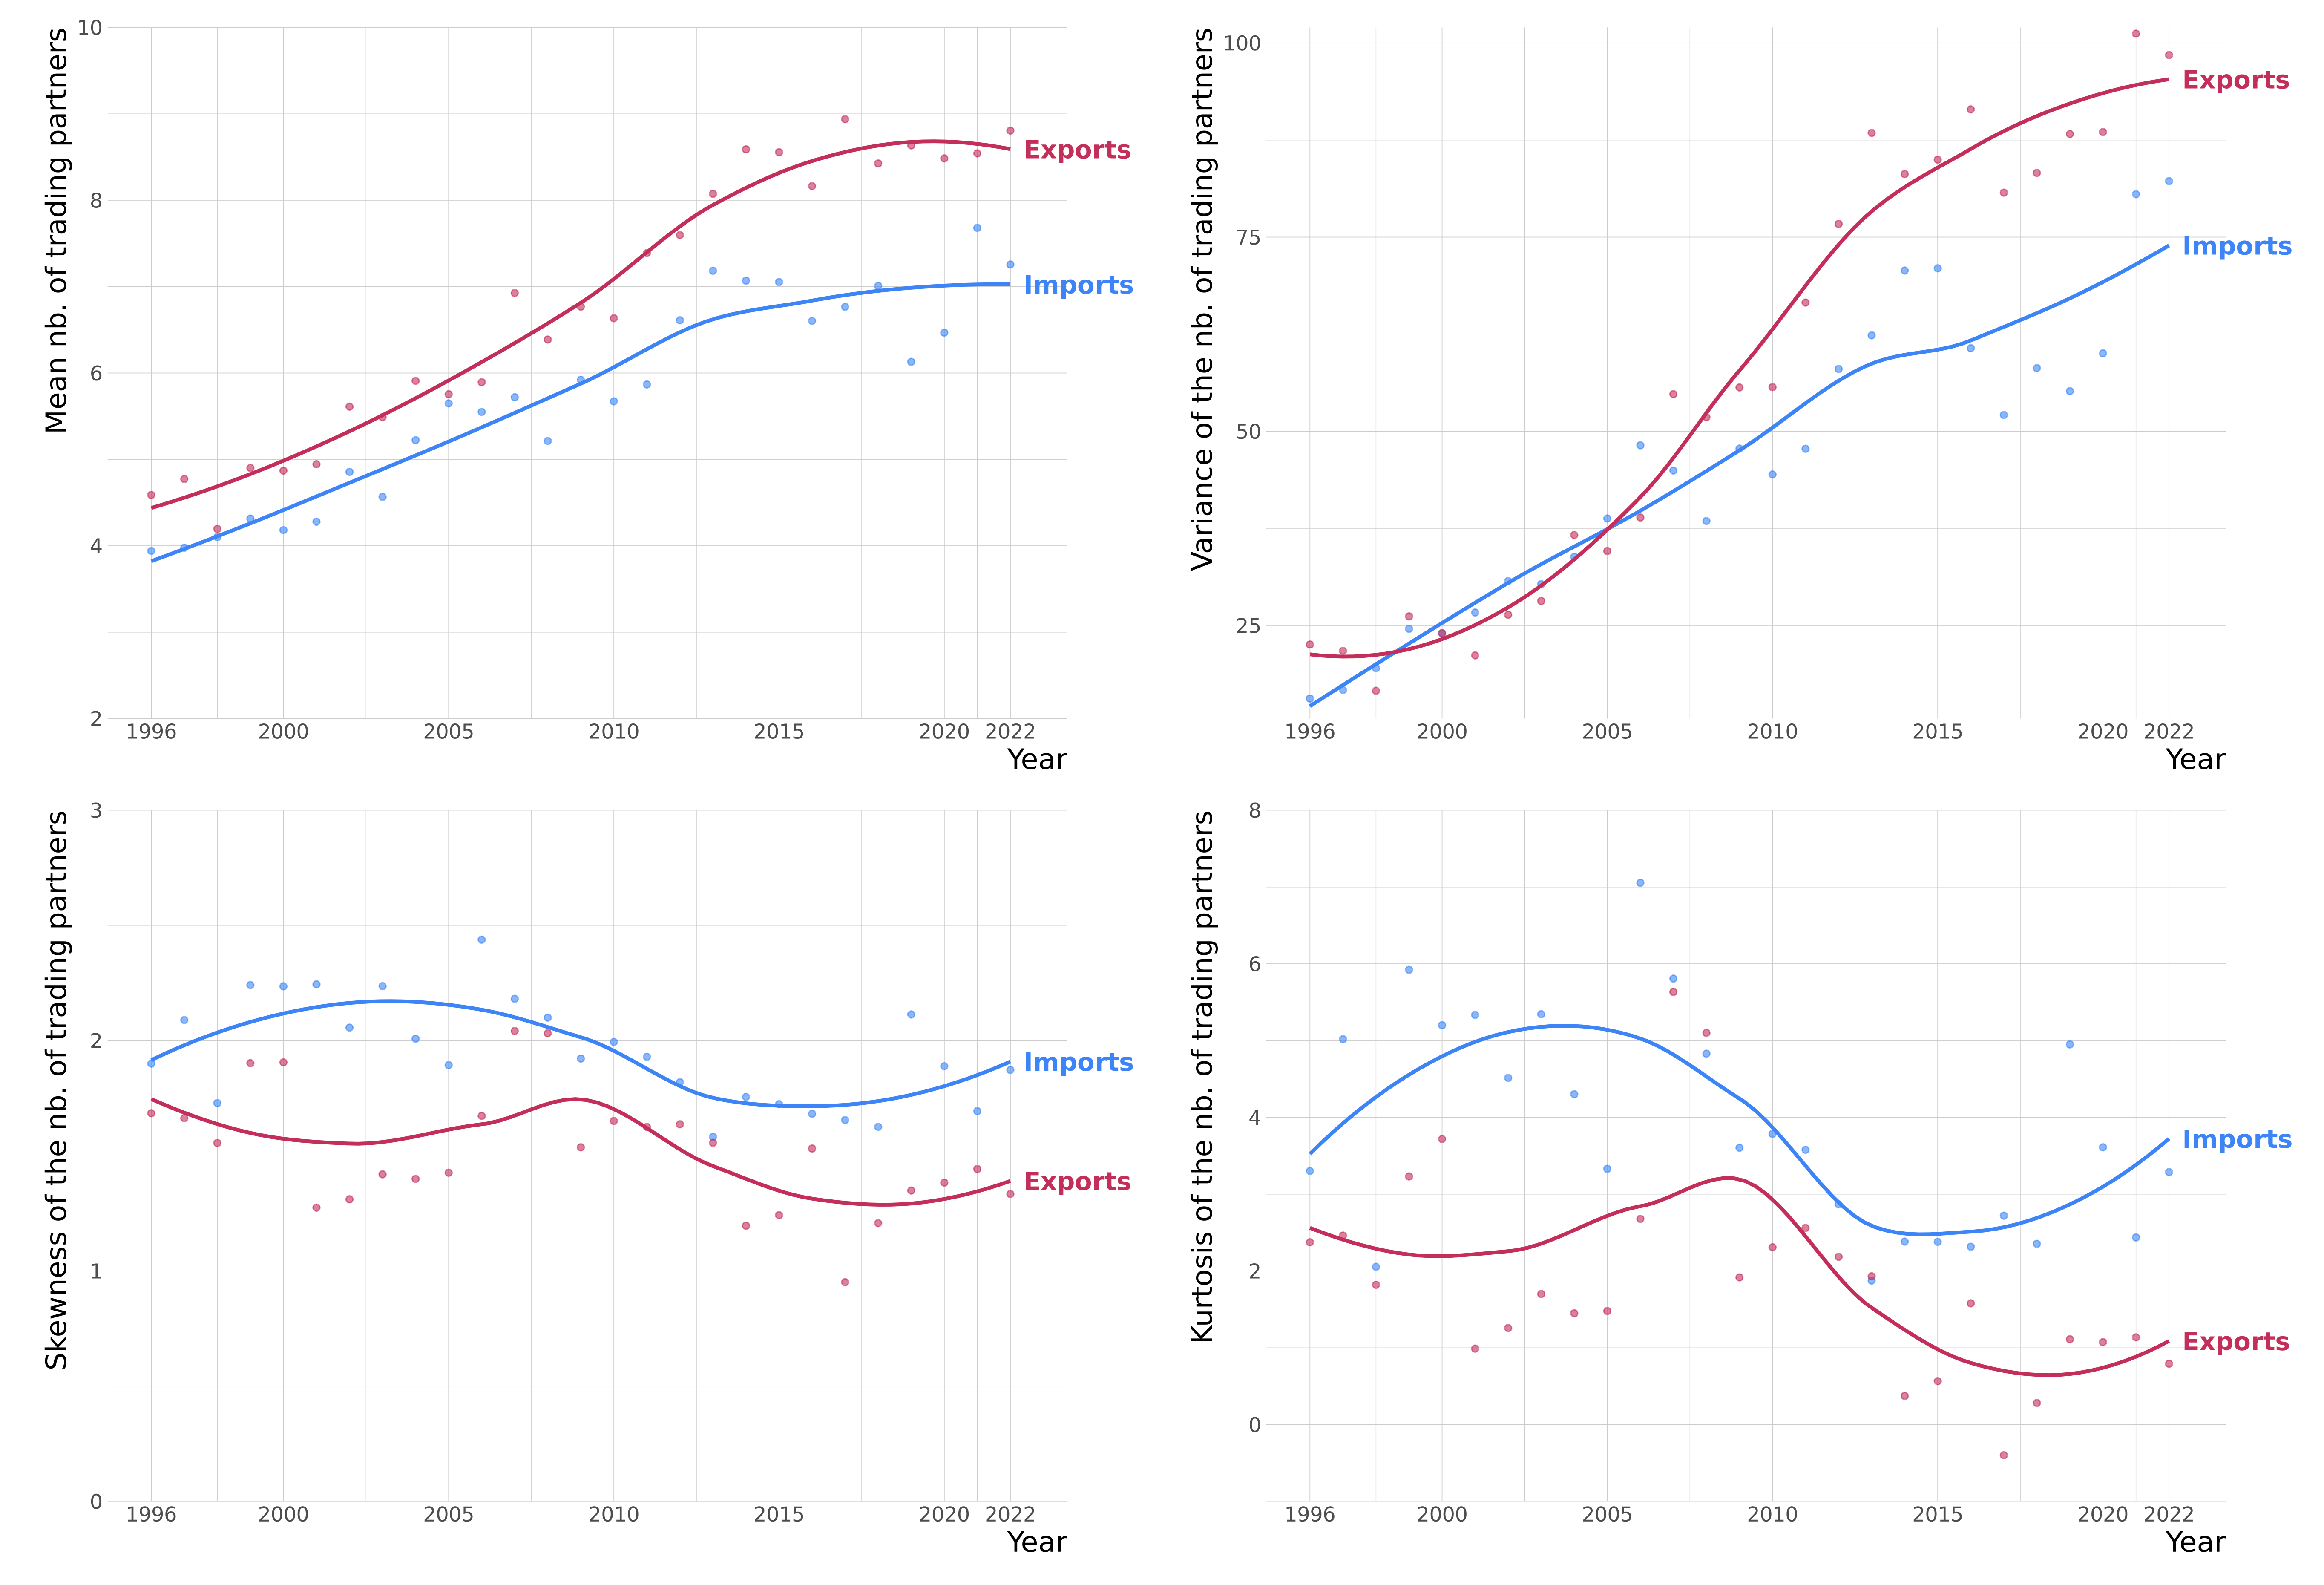 Mean nb. of trading partners
10
8
6
4
2
Exports
Imports
1996 2000 2005 2010 2015 2020 2022
Year
Variance of the nb. of trading partners
100
75
50
25
Exports
Imports
1996 2000 2005 2010 2015 2020 2022
Year
Skewness of the nb. of trading partners
3
2
1
0
Imports
Exports
1996 2000 2005 2010 2015 2020 2022
Year
Kurtosis of the nb. of trading partners
8
6
4
2
0
Imports
Exports
1996 2000 2005 2010 2015 2020 2022
Year